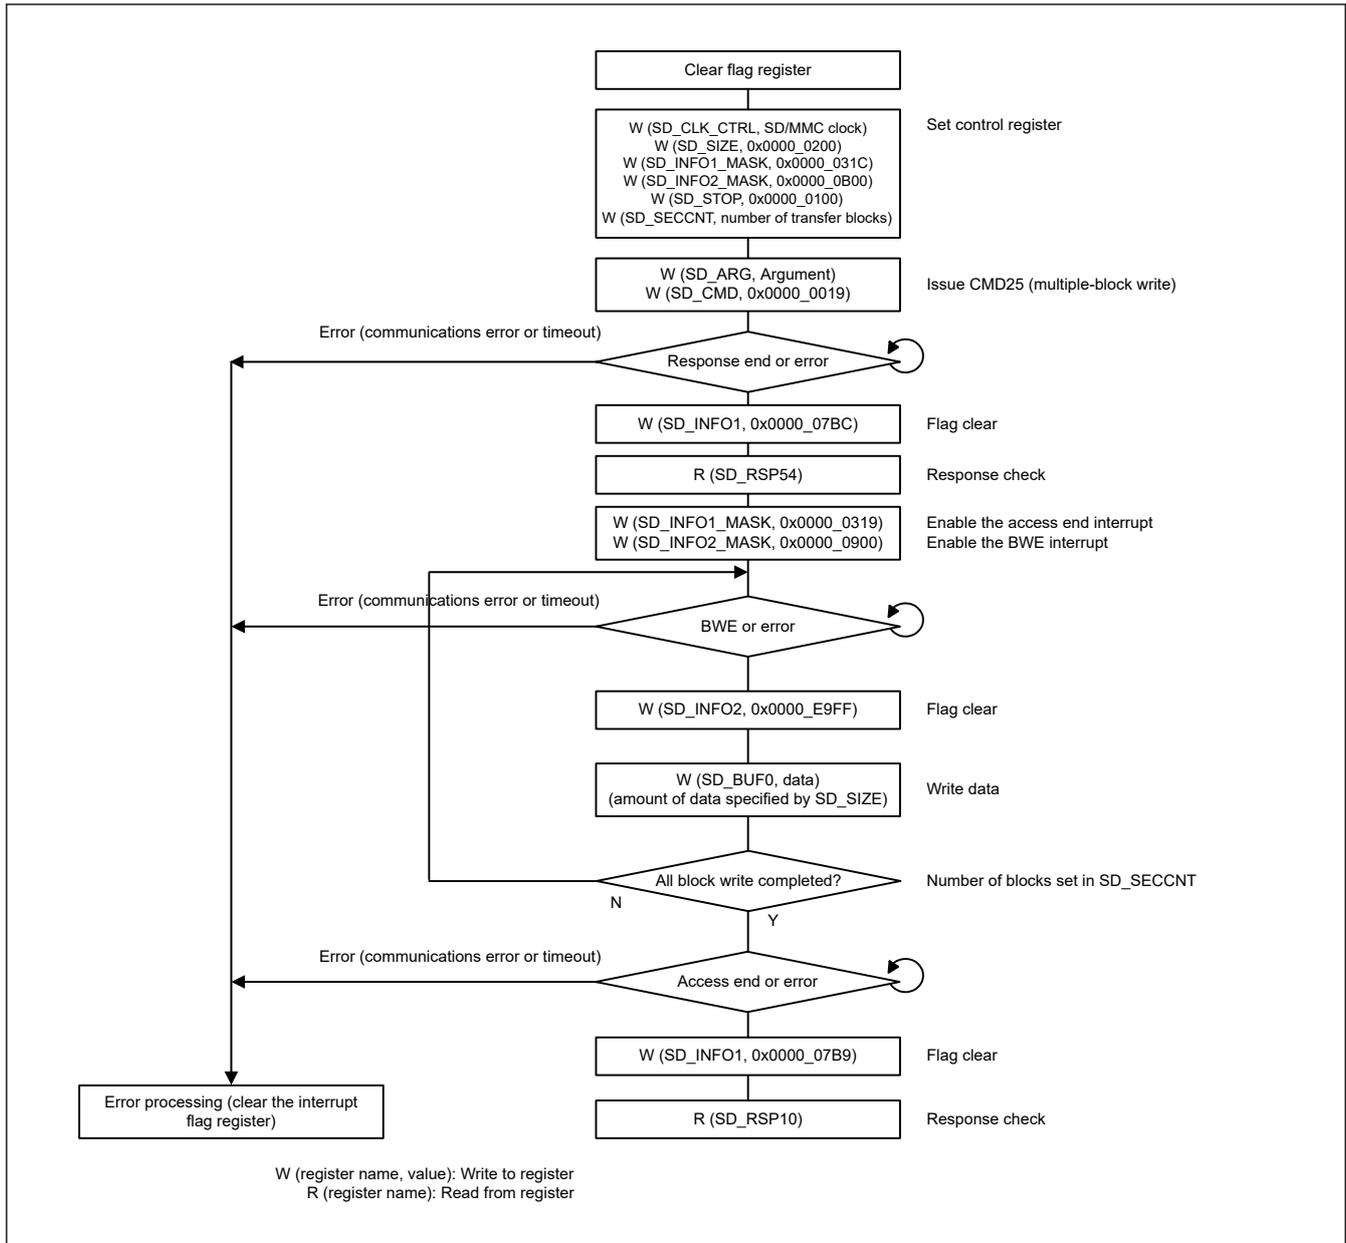 Clear flag register
W (SD_CLK_CTRL, SD/MMC clock)
W (SD_SIZE, 0x0000_0200)
W (SD_INFO1_MASK, 0x0000_031C)
W (SD_INFO2_MASK, 0x0000_0B00)
W (SD_STOP, 0x0000_0100)
W (SD_SECCNT, number of transfer blocks)
Set control register
W (SD_ARG, Argument)
W (SD_CMD, 0x0000_0019)
Issue CMD25 (multiple-block write)
Error (communications error or timeout)
Response end or error
W (SD_INFO1, 0x0000_07BC)
Flag clear
R (SD_RSP54)
Response check
W (SD_INFO1_MASK, 0x0000_0319)
W (SD_INFO2_MASK, 0x0000_0900)
Enable the access end interrupt
Enable the BWE interrupt
Error (communications error or timeout)
BWE or error
W (SD_INFO2, 0x0000_E9FF)
Flag clear
W (SD_BUF0, data)
(amount of data specified by SD_SIZE)
Write data
All block write completed?
Number of blocks set in SD_SECCNT
N
Y
Error (communications error or timeout)
Access end or error
W (SD_INFO1, 0x0000_07B9)
Flag clear
Error processing (clear the interrupt
flag register)
R (SD_RSP10)
Response check
W (register name, value): Write to register
R (register name): Read from register